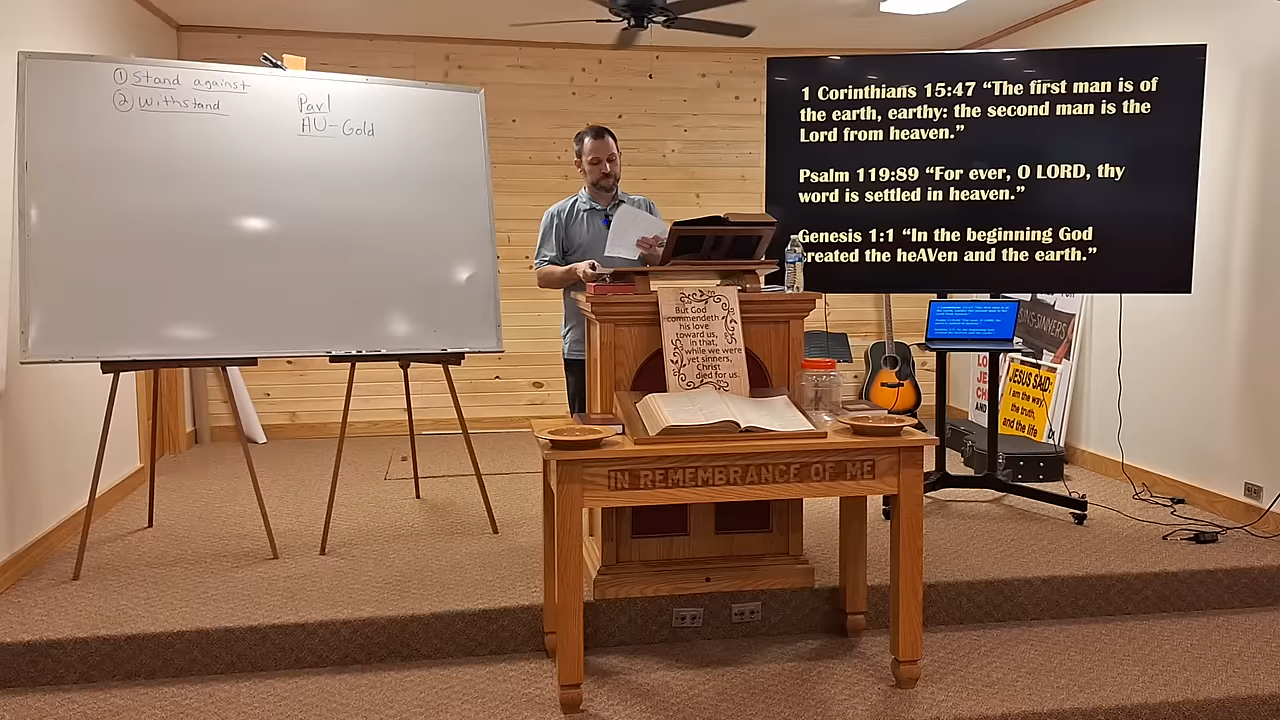 ① Stand against
② Withstand
Parl
AU-Gold
1 Corinthians 15:47 “The first man is of
the earth, earthy: the second man is the
Lord from heaven.”
Psalm 119:89 “For ever, O LORD, thy
word is settled in heaven.”
Genesis 1:1 “In the beginning God
created the heAVen and the earth.”
But God
commendeth
his love
toward us,
in that,
while we were
yet sinners,
Christ
died for us.
IN REMEMBRANCE OF ME
JESUS SAID:
I am the way,
the truth,
and the life